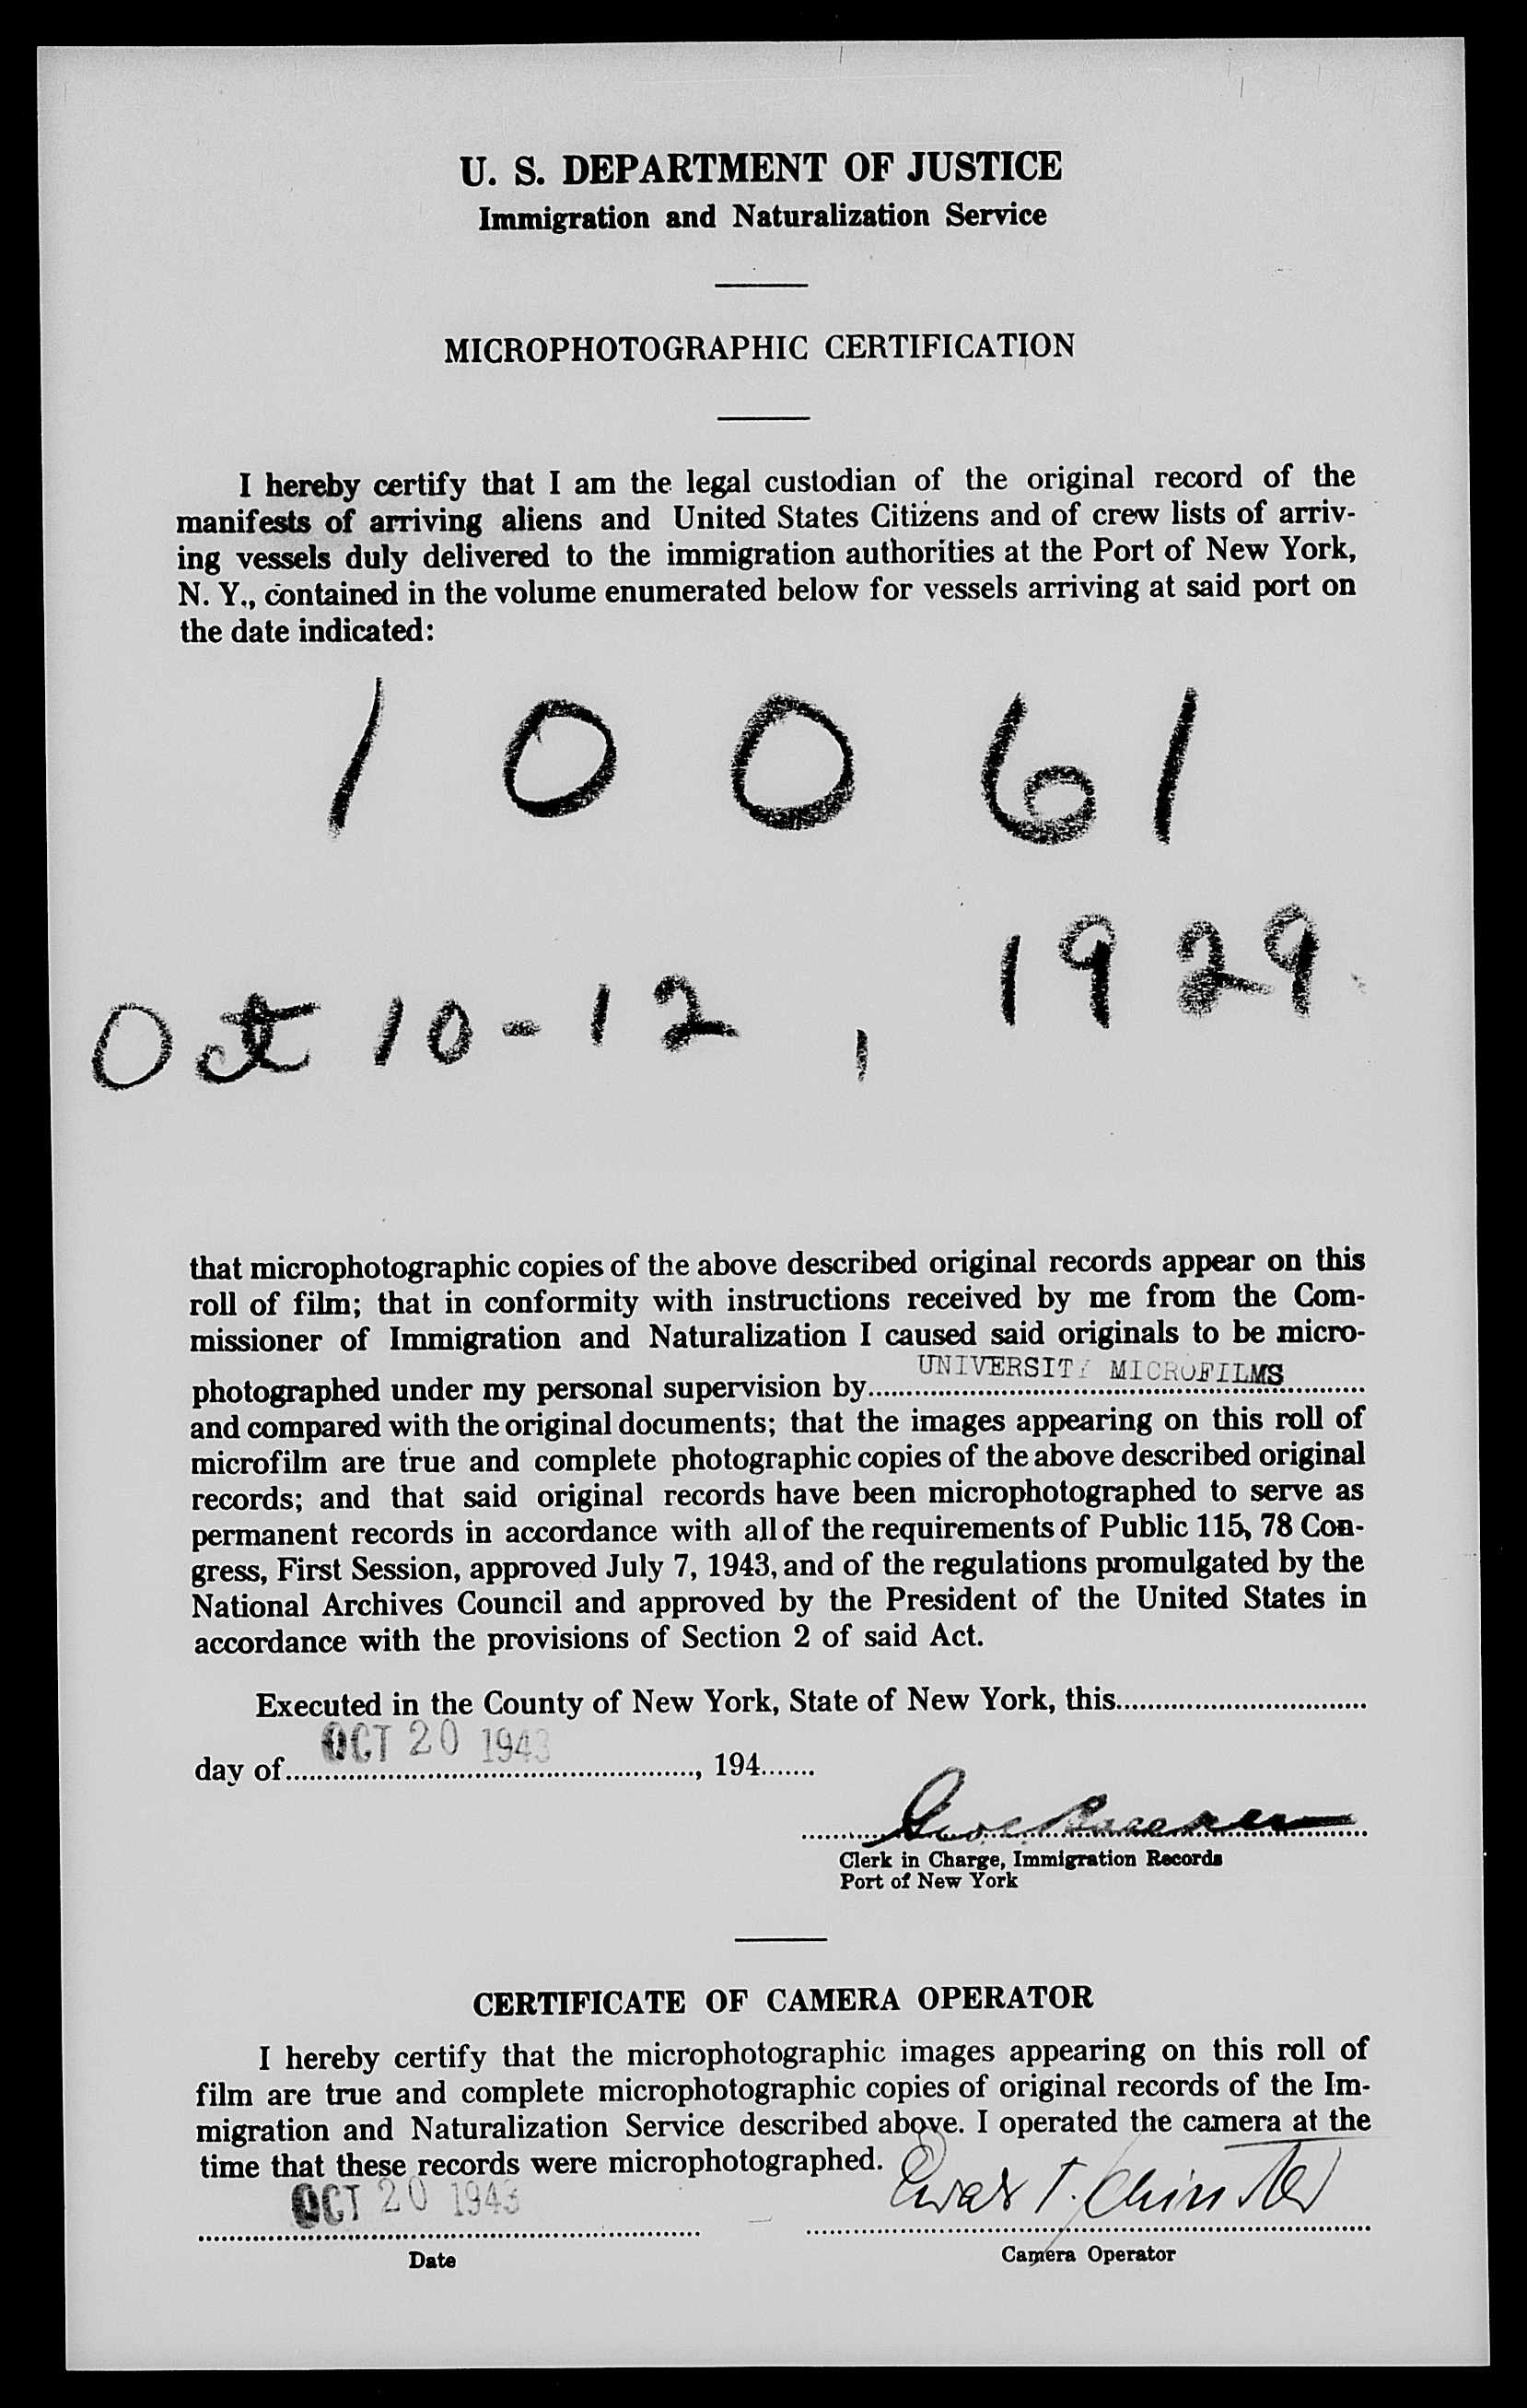 U. S. DEPARTMENT OF JUSTICE
Immigration and Naturalization Service
MICROPHOTOGRAPHIC CERTIFICATION
I hereby certify that I am the legal custodian of the original record of the
manifests of arriving aliens and United States Citizens and of crew lists of arriv-
ing vessels duly delivered to the immigration authorities at the Port of New York,
N. Y., contained in the volume enumerated below for vessels arriving at said port on
the date indicated:
10061
Oct 10-12, 1929
that microphotographic copies of the above described original records appear on this
roll of film; that in conformity with instructions received by me from the Com-
missioner of Immigration and Naturalization I caused said originals to be micro-
photographed under my personal supervision by UNIVERSITY MICROFILMS
and compared with the original documents; that the images appearing on this roll of
microfilm are true and complete photographic copies of the above described original
records; and that said original records have been microphotographed to serve as
permanent records in accordance with all of the requirements of Public 115, 78 Con-
gress, First Session, approved July 7, 1943, and of the regulations promulgated by the
National Archives Council and approved by the President of the United States in
accordance with the provisions of Section 2 of said Act.
Executed in the County of New York, State of New York, this
day of OCT 20 1943, 194
Clerk in Charge, Immigration Records
Port of New York
CERTIFICATE OF CAMERA OPERATOR
I hereby certify that the microphotographic images appearing on this roll of
film are true and complete microphotographic copies of original records of the Im-
migration and Naturalization Service described above. I operated the camera at the
time that these records were microphotographed.
OCT 20 1943
Date
Camera Operator